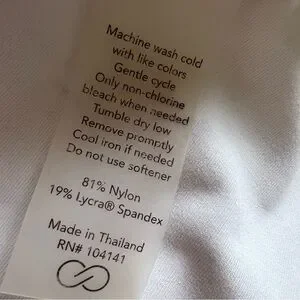 Machine wash cold
with like colors
Gentle cycle
Only non-chlorine
bleach when needed
Tumble dry low
Remove promptly
Cool iron if needed
Do not use softener
81% Nylon
19% Lycra® Spandex
Made in Thailand
RN# 104141